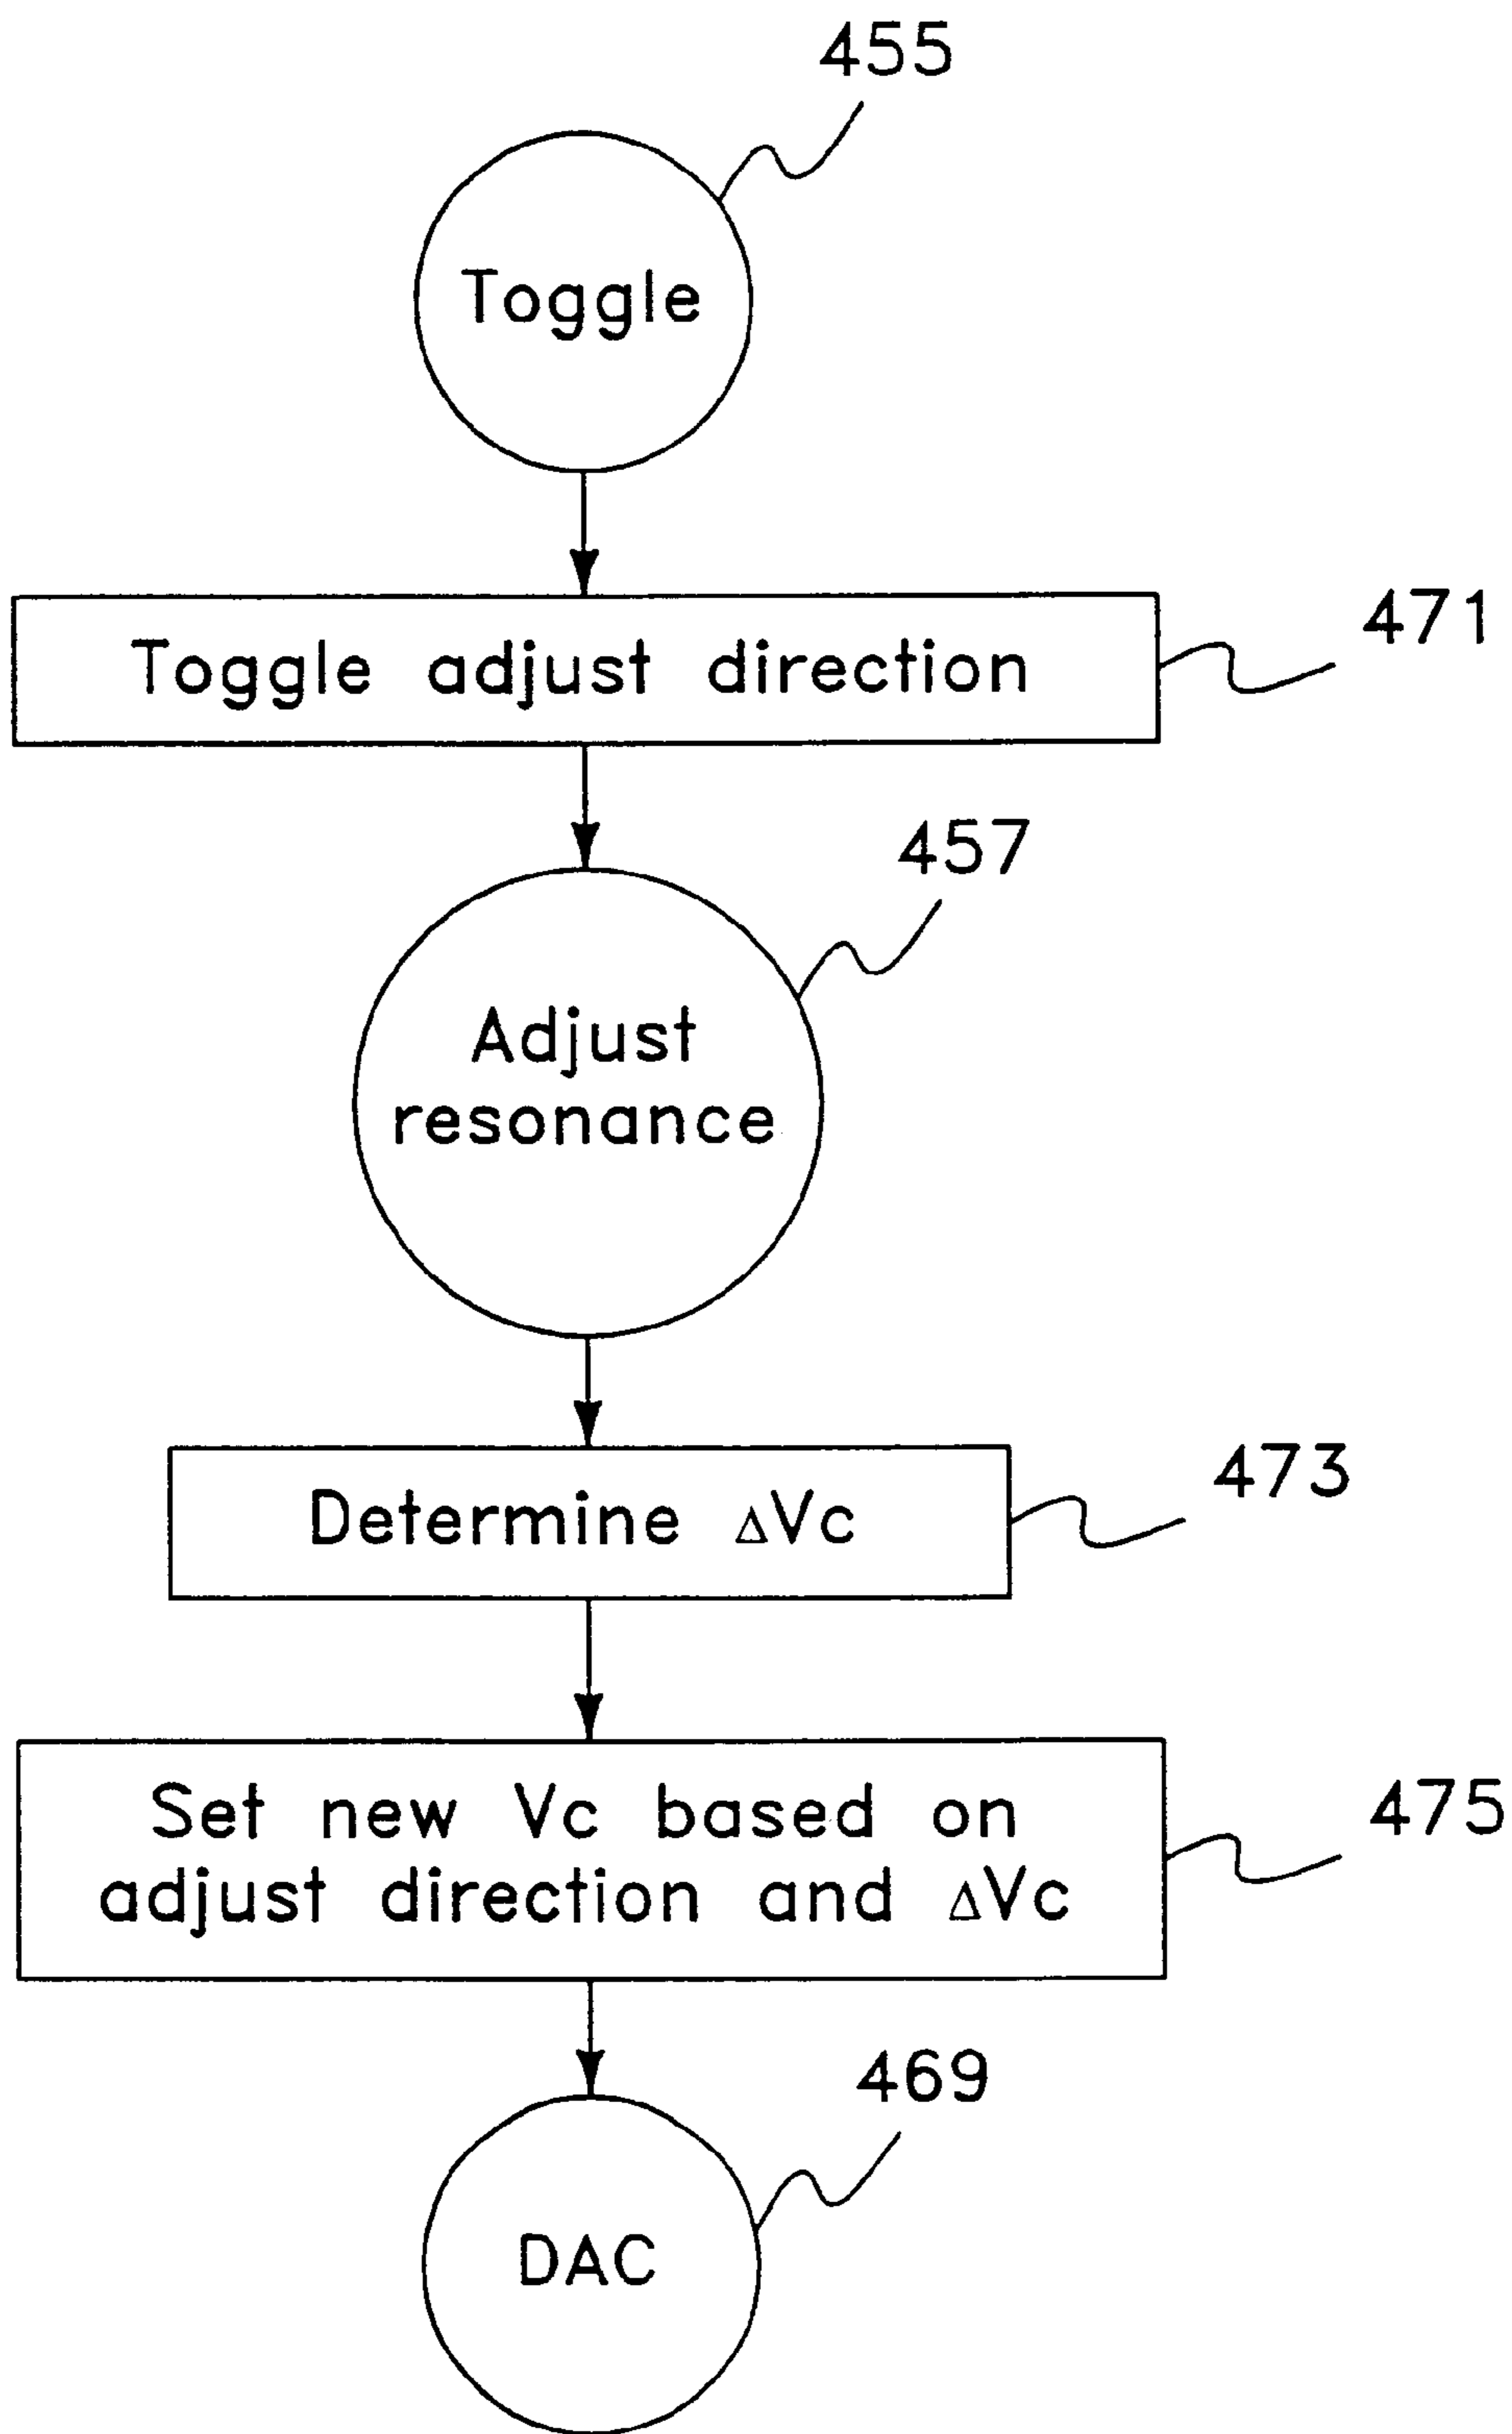 455
Toggle
471
Toggle adjust direction
457
Adjust
resonance
473
Determine ΔVc
475
Set new Vc based on
adjust direction and ΔVc
469
DAC